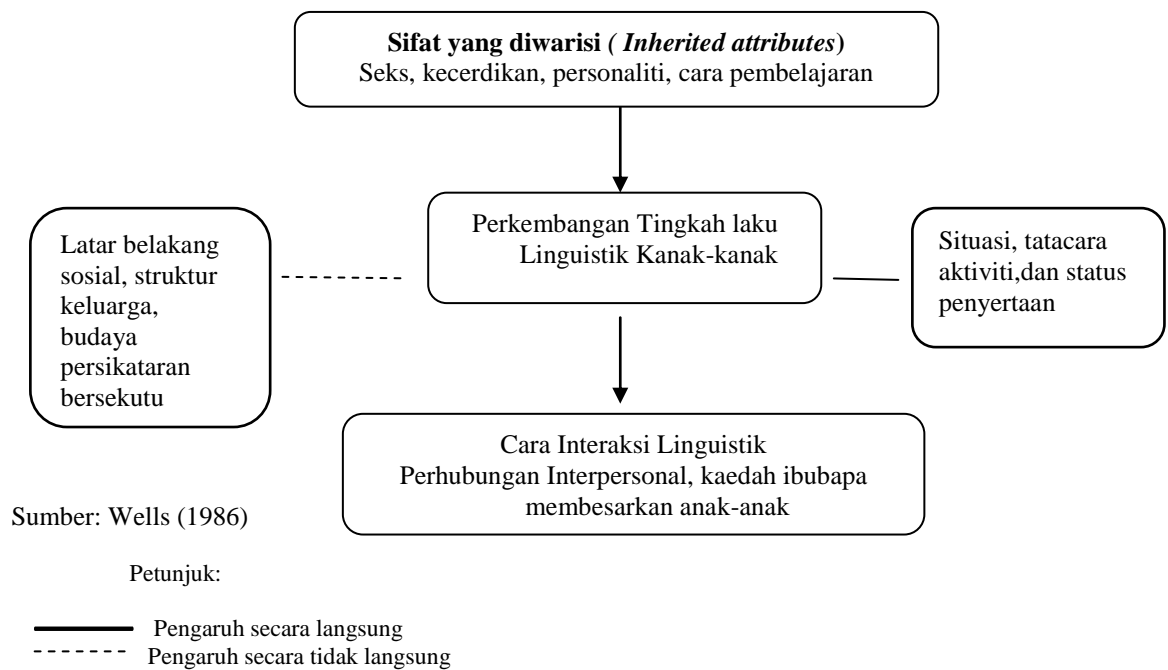 Sifat yang diwarisi ( Inherited attributes)
Seks, kecerdikan, personaliti, cara pembelajaran
Perkembangan Tingkah laku
Linguistik Kanak-kanak
Latar belakang
sosial, struktur
keluarga,
budaya
persikataran
bersekutu
Situasi, tatacara
aktiviti,dan status
penyertaan
Cara Interaksi Linguistik
Perhubungan Interpersonal, kaedah ibubapa
membesarkan anak-anak
Sumber: Wells (1986)
Petunjuk:
Pengaruh secara langsung
Pengaruh secara tidak langsung